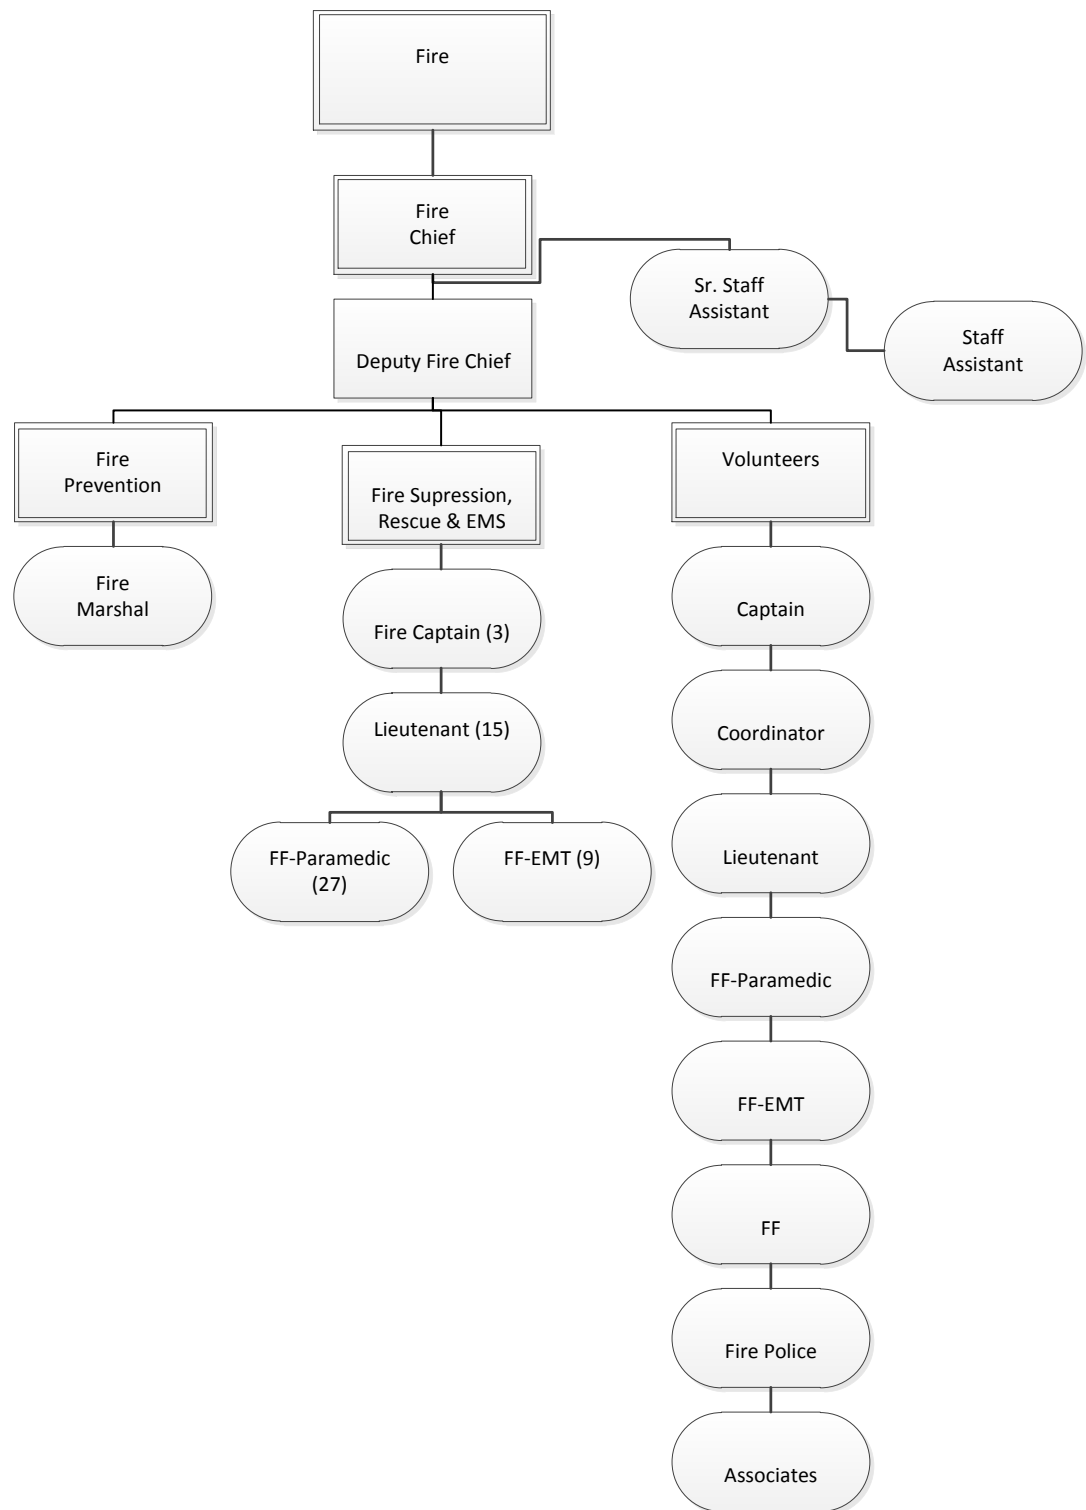 Fire
Fire
Chief
Sr. Staff
Assistant
Staff
Assistant
Deputy Fire Chief
Fire
Prevention
Fire Supression,
Rescue & EMS
Volunteers
Fire
Marshal
Fire Captain (3)
Captain
Lieutenant (15)
Coordinator
FF-Paramedic
(27)
FF-EMT (9)
Lieutenant
FF-Paramedic
FF-EMT
FF
Fire Police
Associates